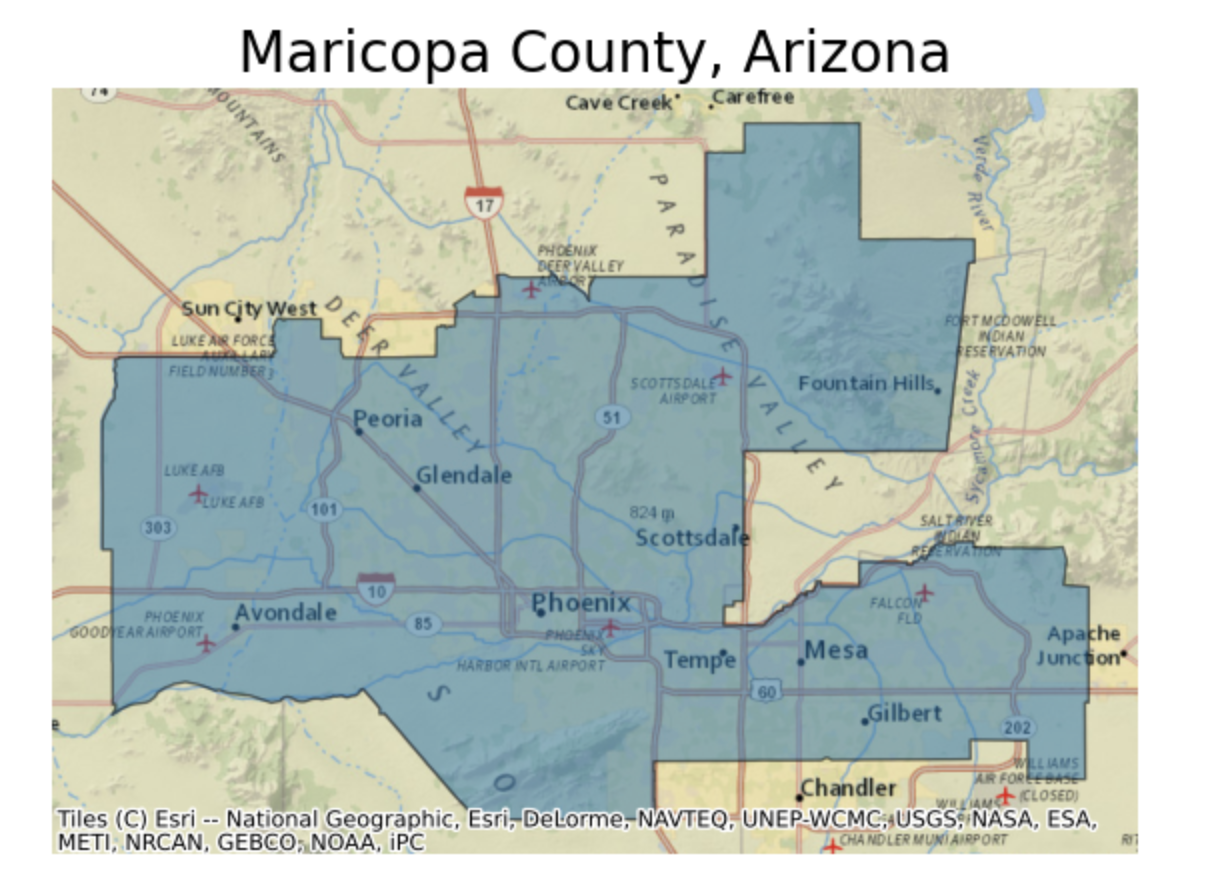 Maricopa County, Arizona
74
MOUNTAINS
Cave Creek
Carefree
Verde River
17
PARADISE VALLEY
PHOENIX
DEER VALLEY
AIRPORT
Sun City West
DEER VALLEY
LUKE AIR FORCE
AUXILIARY
FIELD NUMBER 3
FORT MCDOWELL
INDIAN
RESERVATION
SCOTTSDALE
AIRPORT
Fountain Hills
Peoria
51
Sycamore Creek
Glendale
LUKE AFB
LUKE AFB
303
101
824 m
Scottsdale
SALT RIVER
INDIAN
RESERVATION
10
Phoenix
FALCON
FLD
PHOENIX
GOODYEAR AIRPORT
Avondale
85
PHOENIX
SKY
HARBOR INTL AIRPORT
Tempe
Mesa
Apache
Junction
S
O
60
Gilbert
202
e
WILLIAMS
AIR FORCE BASE
(CLOSED)
Chandler
WILLIAMS
CHANDLER MUNI AIRPORT
RIT
Tiles (C) Esri -- National Geographic, Esri, DeLorme, NAVTEQ, UNEP-WCMC, USGS, NASA, ESA,
METI, NRCAN, GEBCO, NOAA, iPC